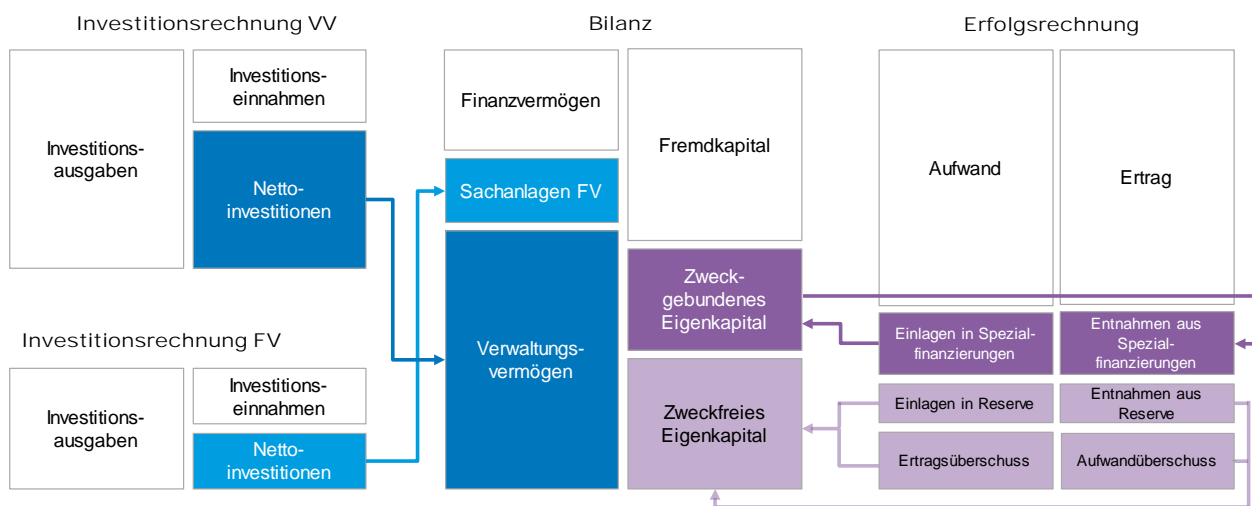 Investitionsrechnung VV
Investitions-
ausgaben
Investitions-
einnahmen
Netto-
investitionen
Investitionsrechnung FV
Investitions-
ausgaben
Investitions-
einnahmen
Netto-
investitionen
Bilanz
Finanzvermögen
Sachanlagen FV
Verwaltungs-
vermögen
Fremdkapital
Zweck-
gebundenes
Eigenkapital
Zweckfreies
Eigenkapital
Erfolgsrechnung
Aufwand
Ertrag
Einlagen in Spezial-
finanzierungen
Entnahmen aus
Spezial-
finanzierungen
Einlagen in Reserve
Entnahmen aus
Reserve
Ertragsüberschuss
Aufwandüberschuss